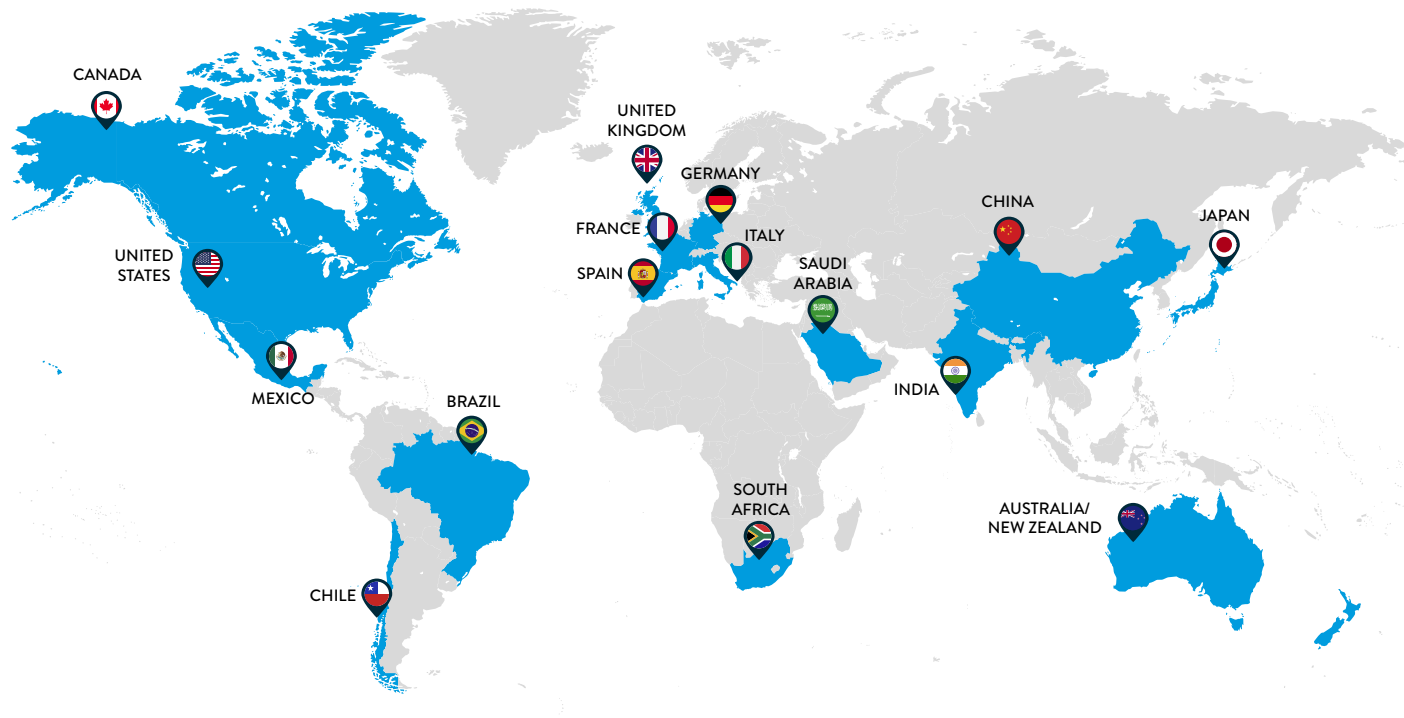 CANADA
UNITED
KINGDOM
GERMANY
FRANCE
ITALY
SPAIN
SAUDI
ARABIA
CHINA
JAPAN
UNITED
STATES
MEXICO
INDIA
BRAZIL
SOUTH
AFRICA
AUSTRALIA/
NEW ZEALAND
CHILE